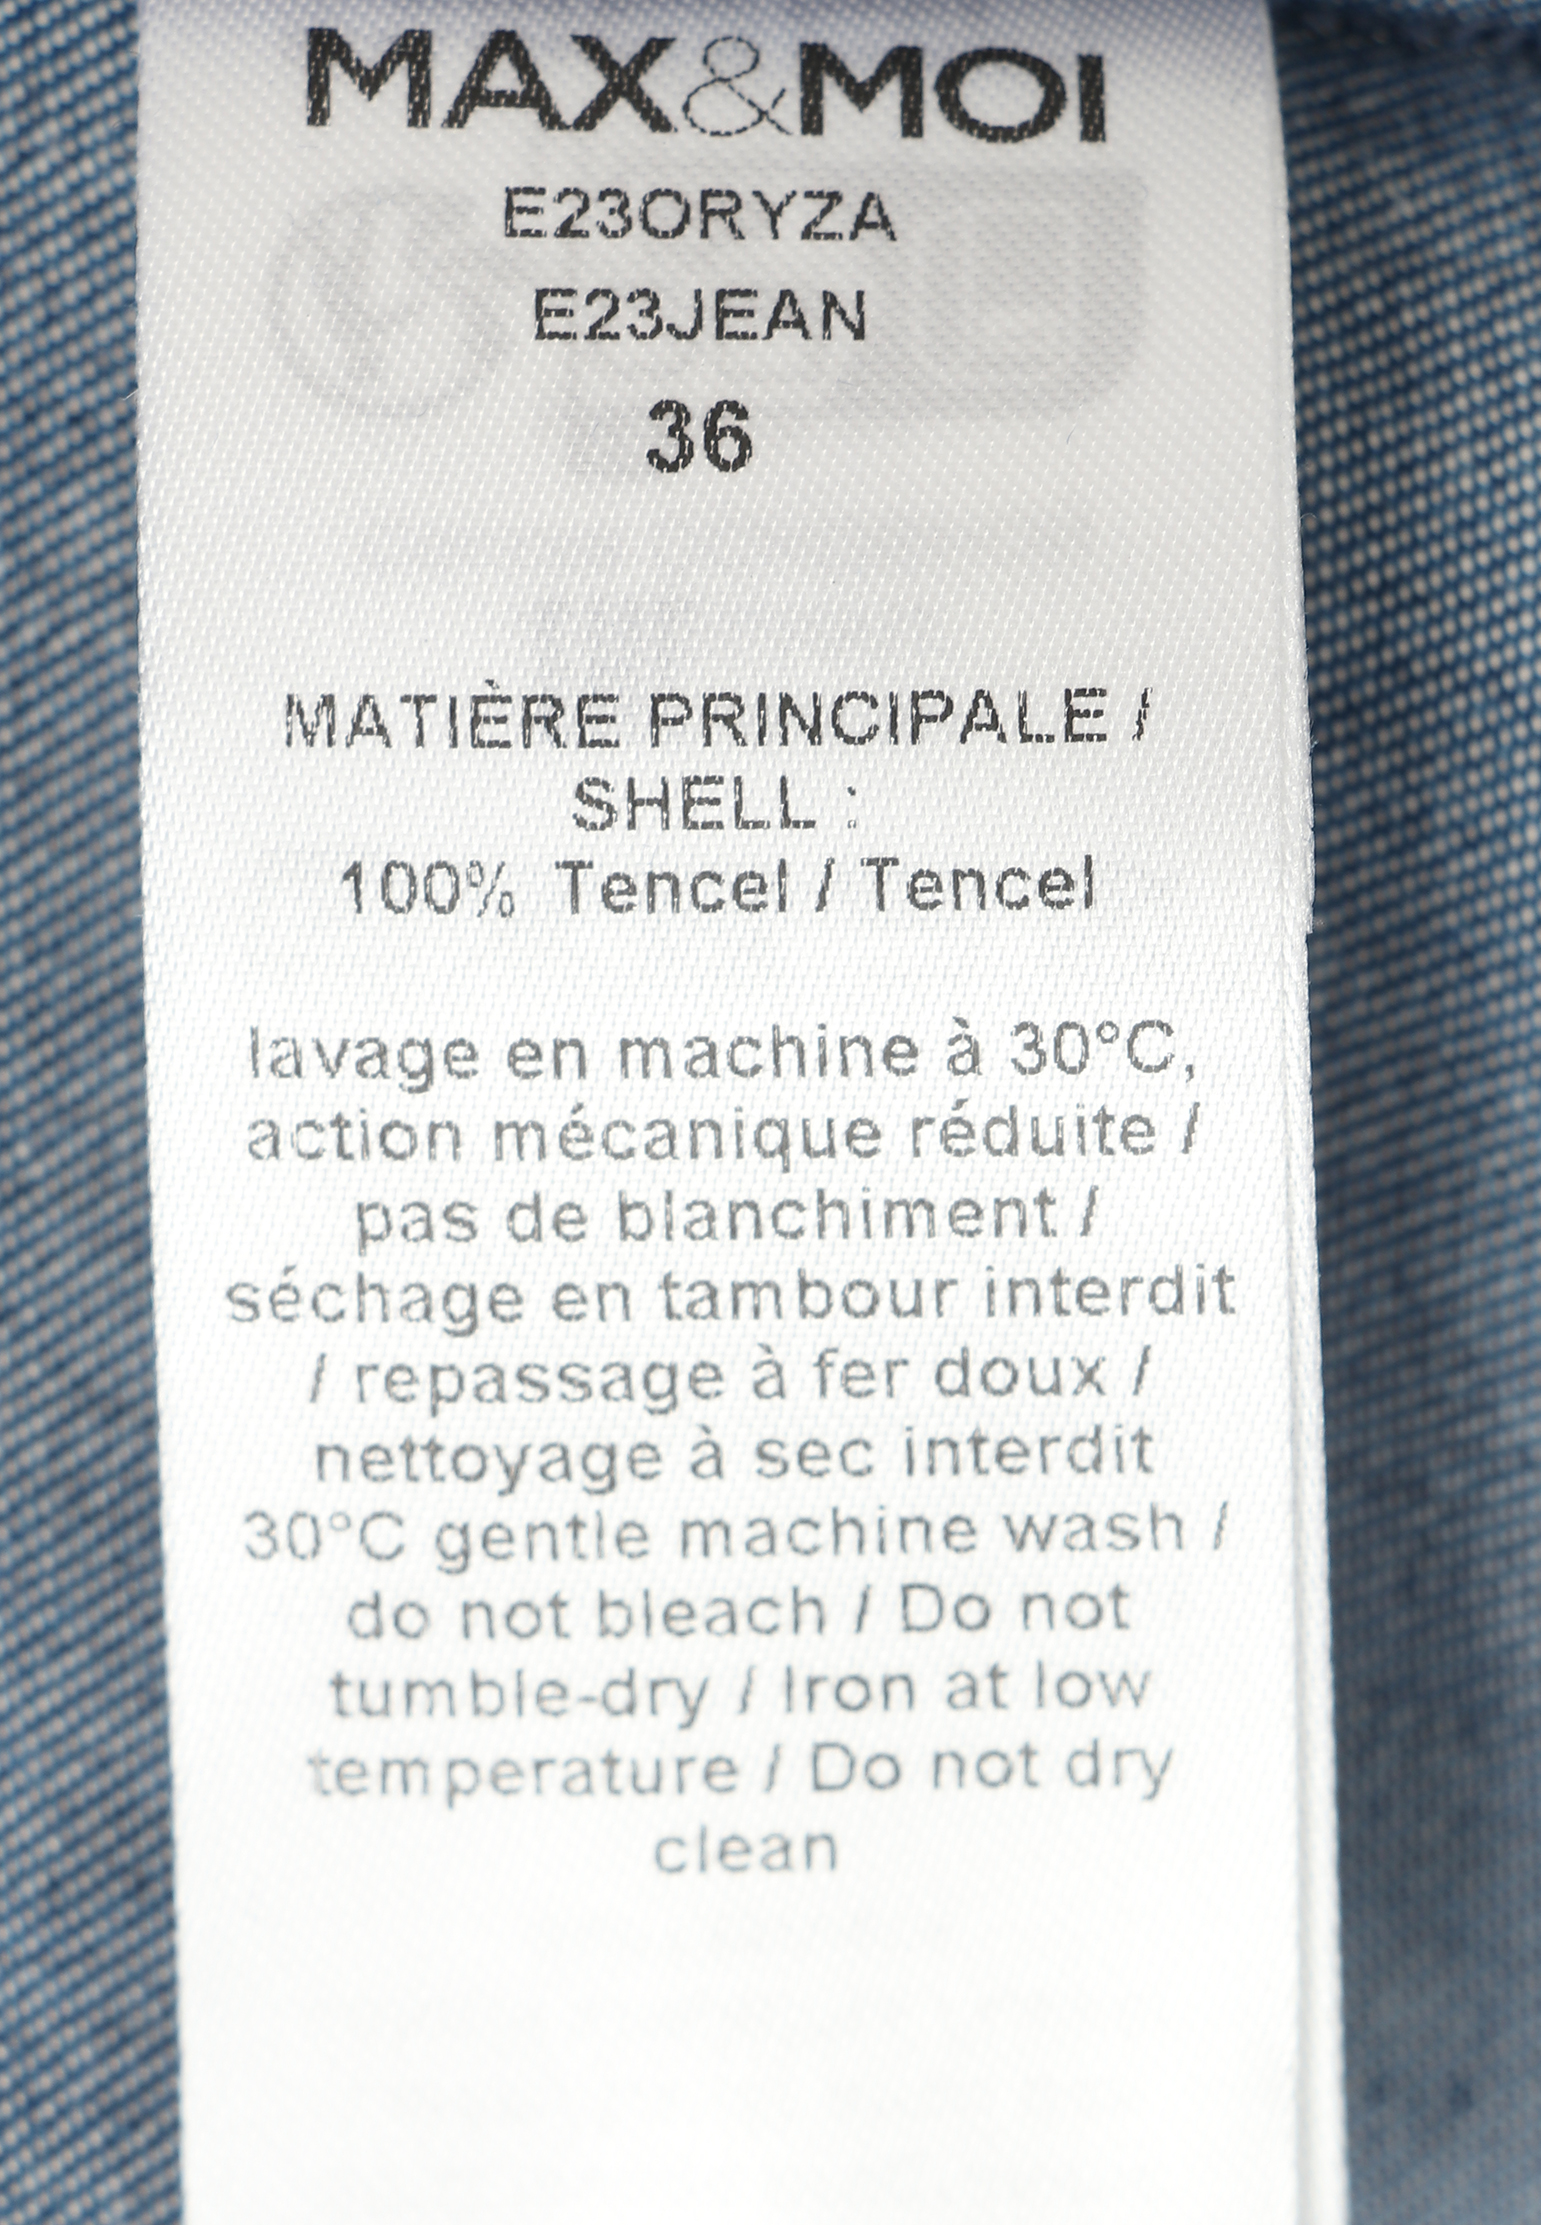 MAX&MOI
E23ORYZA
E23JEAN
36
MATIÈRE PRINCIPALE /
SHELL :
100% Tencel / Tencel
lavage en machine à 30°C,
action mécanique réduite /
pas de blanchiment /
séchage en tambour interdit
/ repassage à fer doux /
nettoyage à sec interdit
30°C gentle machine wash /
do not bleach / Do not
tumble-dry / Iron at low
temperature / Do not dry
clean